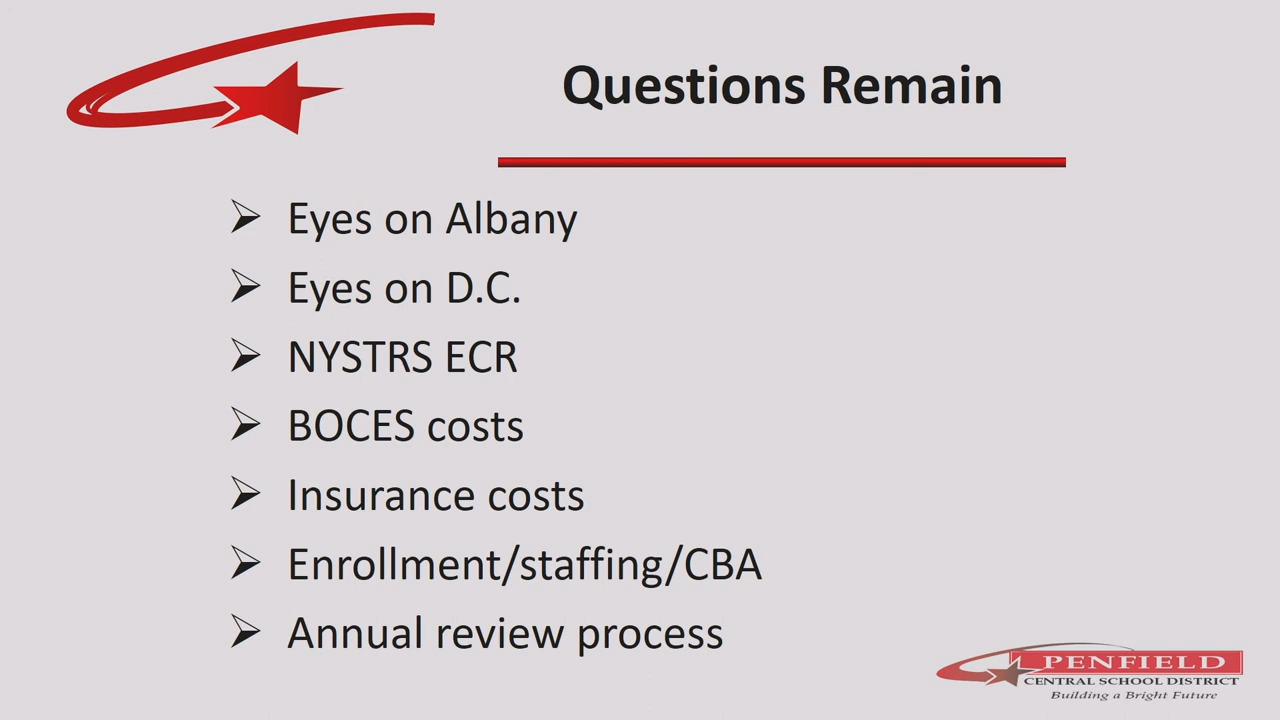 Questions Remain
Eyes on Albany
Eyes on D.C.
NYSTRS ECR
BOCES costs
Insurance costs
Enrollment/staffing/CBA
Annual review process
PENFIELD
CENTRAL SCHOOL DISTRICT
Building a Bright Future